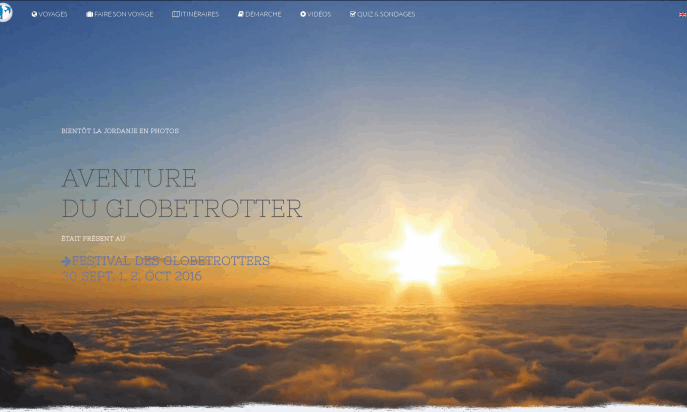 VOYAGES FAIRE SON VOYAGE ITINÉRAIRES DÉMARCHE VIDÉOS QUIZ & SONDAGES
BIENTÔT LA JORDANIE EN PHOTOS
AVENTURE
DU GLOBETROTTER
ÉTAIT PRÉSENT AU
FESTIVAL DES GLOBETROTTERS
30 SEPT. 1, 2, OCT 2016